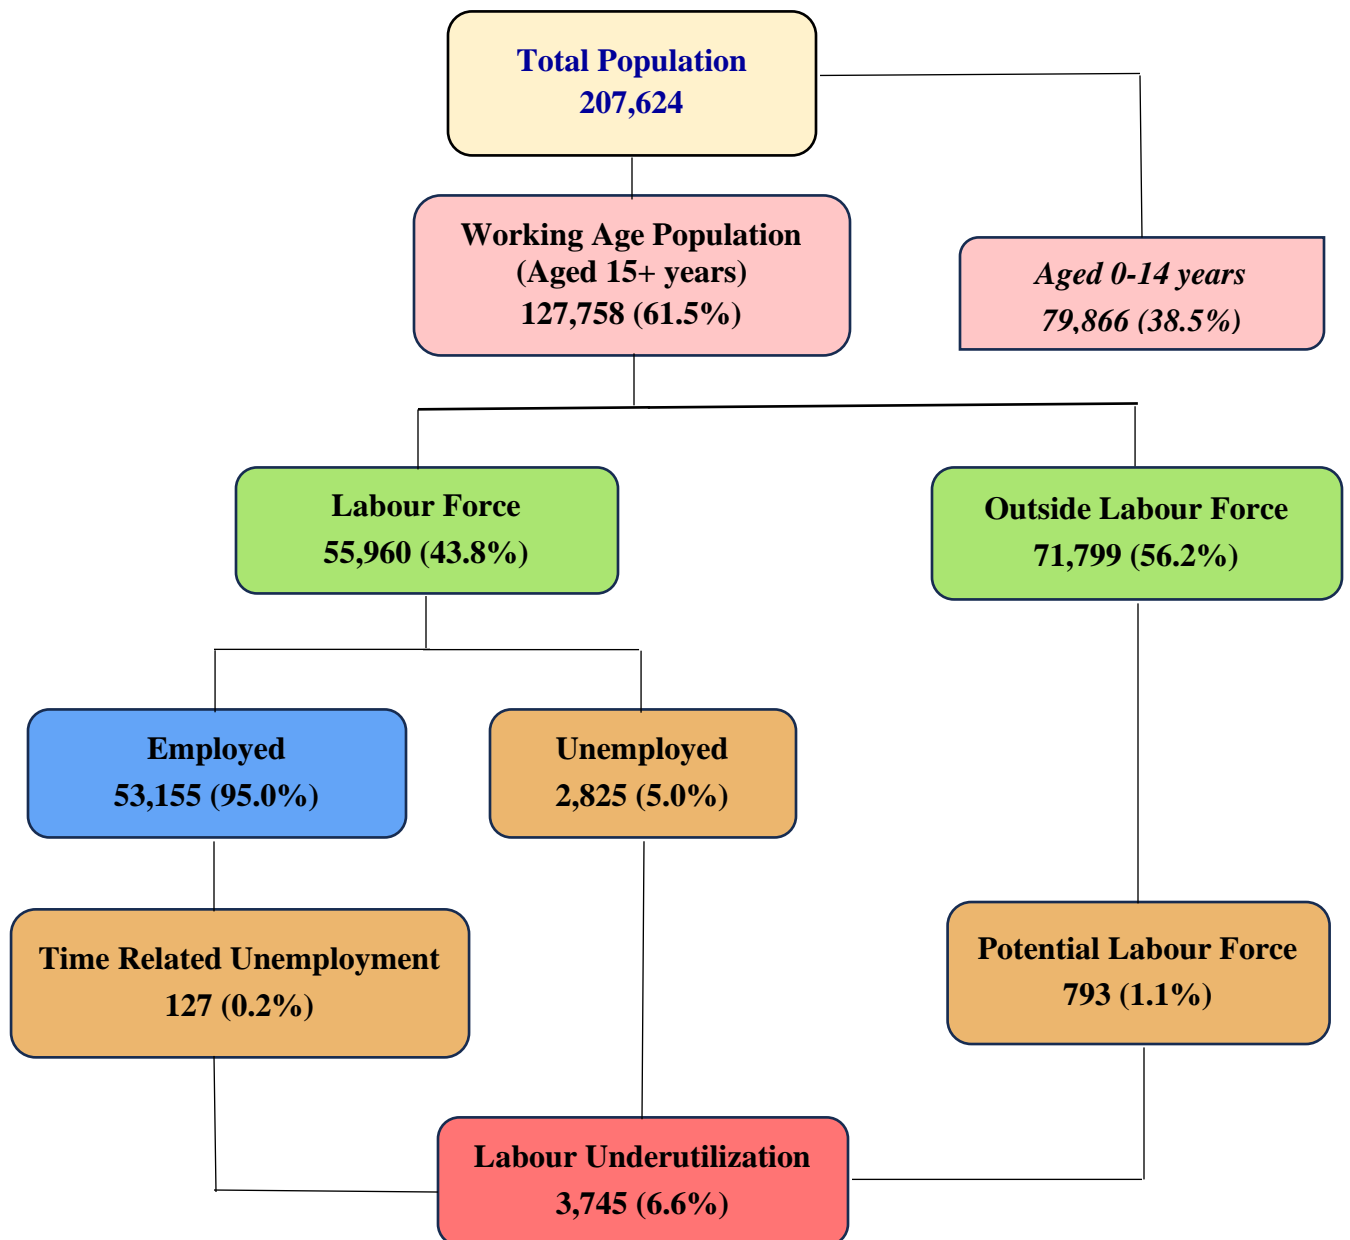 Total Population
207,624
Working Age Population
(Aged 15+ years)
127,758 (61.5%)
Aged 0-14 years
79,866 (38.5%)
Labour Force
55,960 (43.8%)
Outside Labour Force
71,799 (56.2%)
Employed
53,155 (95.0%)
Unemployed
2,825 (5.0%)
Time Related Unemployment
127 (0.2%)
Potential Labour Force
793 (1.1%)
Labour Underutilization
3,745 (6.6%)